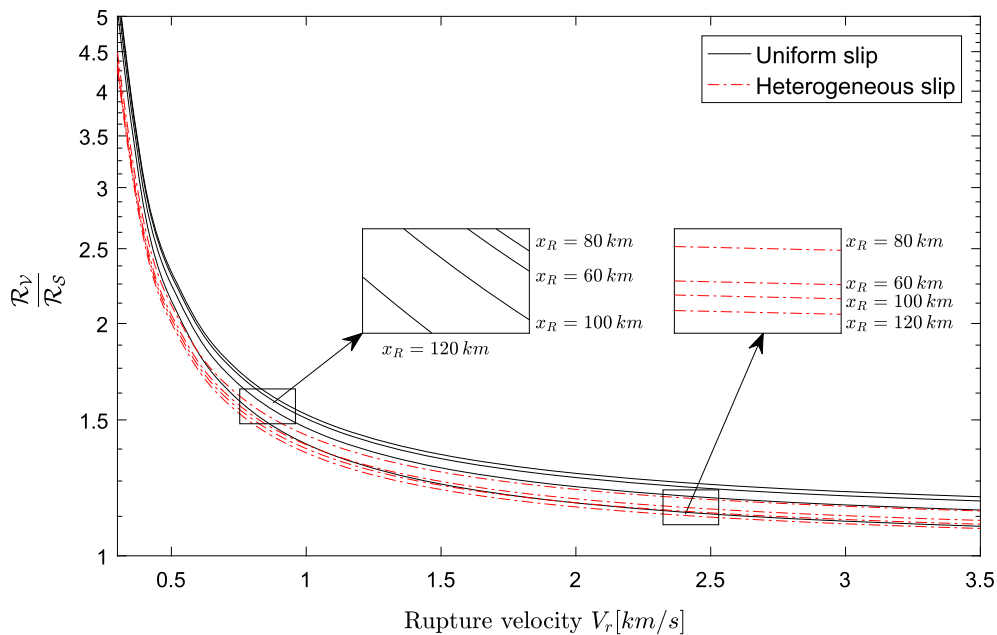 5
4.5
4
3.5
3
2.5
2
1.5
1
R_V
R_S
Uniform slip
Heterogeneous slip
x_R = 80 km
x_R = 60 km
x_R = 100 km
x_R = 120 km
x_R = 80 km
x_R = 60 km
x_R = 100 km
x_R = 120 km
0.5 1 1.5 2 2.5 3 3.5
Rupture velocity V_r[km/s]